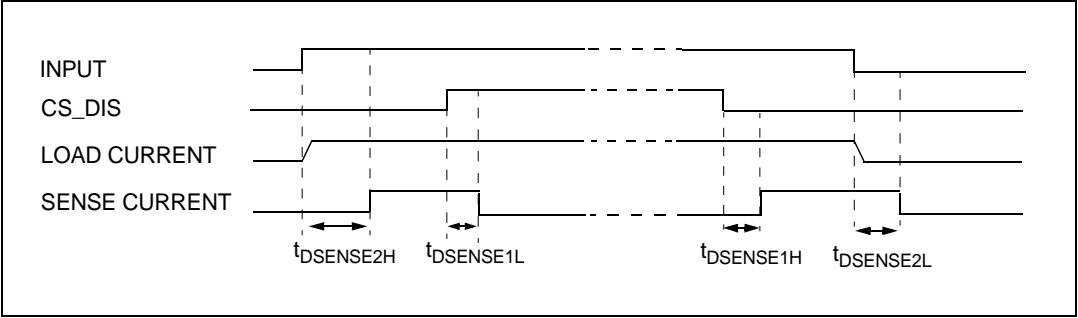 INPUT
CS_DIS
LOAD CURRENT
SENSE CURRENT
tDSENSE2H tDSENSE1L tDSENSE1H tDSENSE2L